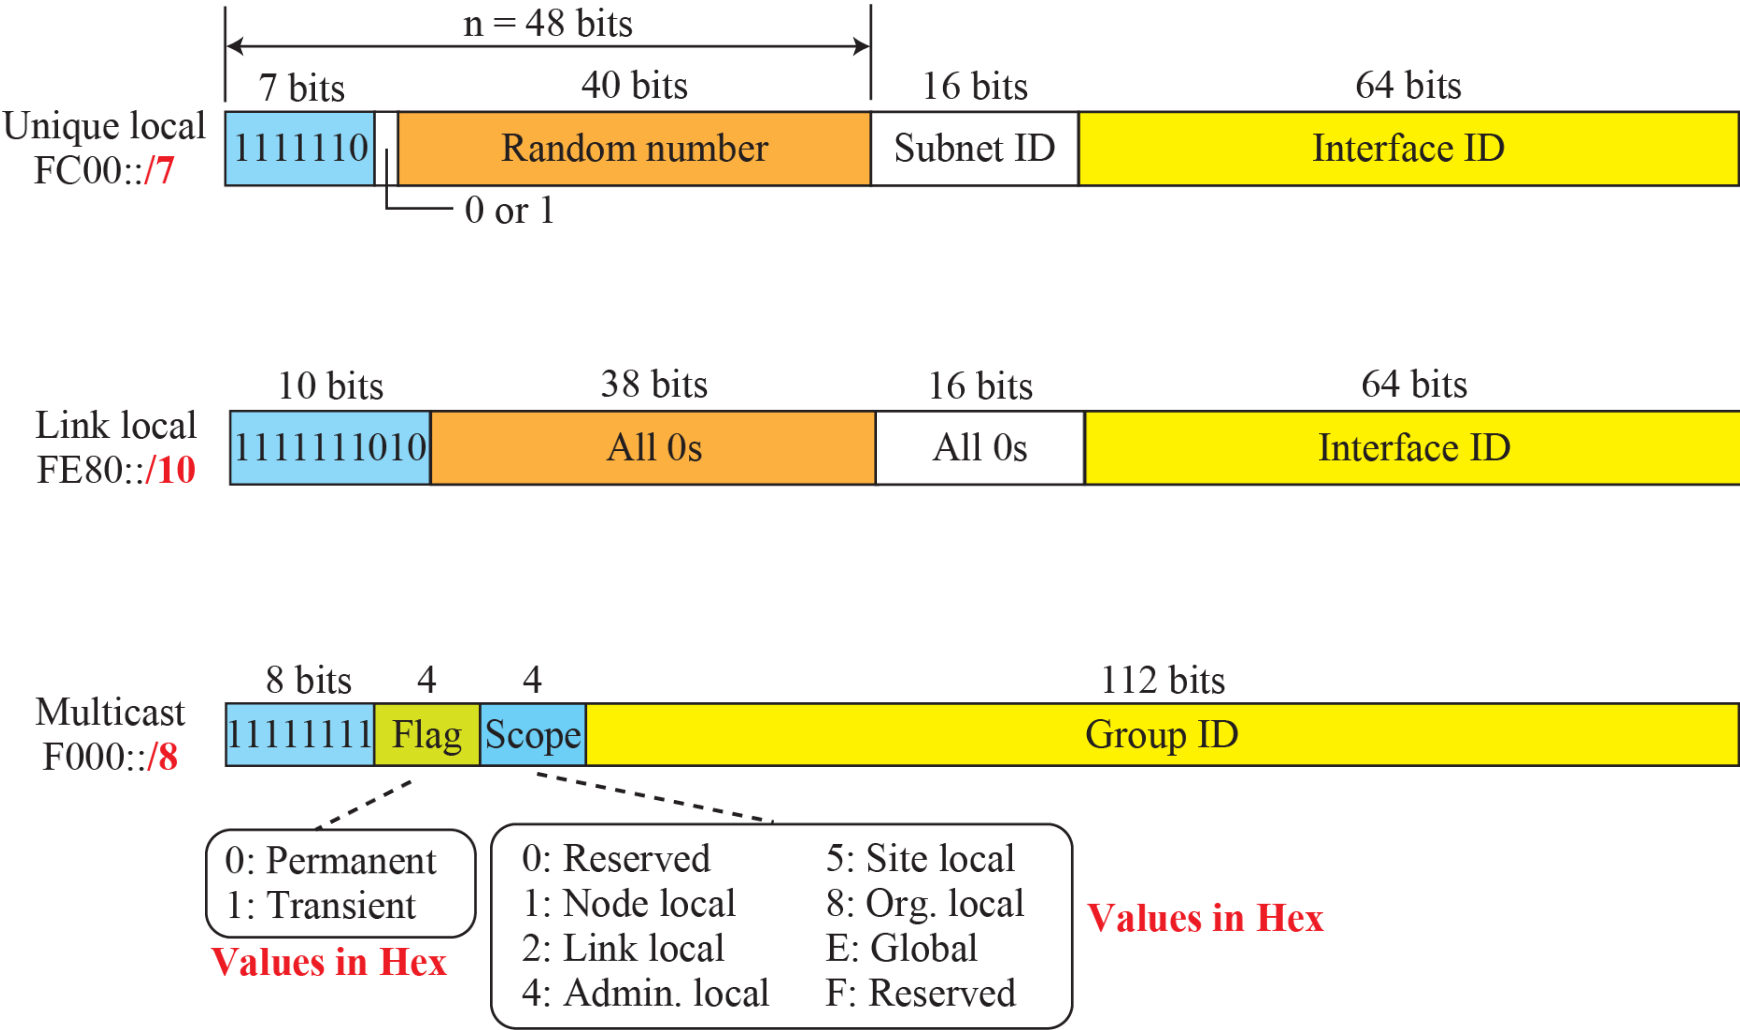 n = 48 bits
7 bits 40 bits 16 bits 64 bits
Unique local
FC00::/7
1111110 Random number Subnet ID Interface ID
0 or 1
10 bits 38 bits 16 bits 64 bits
Link local
FE80::/10
1111111010 All 0s All 0s Interface ID
8 bits 4 4 112 bits
Multicast
F000::/8
11111111 Flag Scope Group ID
0: Permanent
1: Transient
Values in Hex
0: Reserved 5: Site local
1: Node local 8: Org. local
2: Link local E: Global
4: Admin. local F: Reserved
Values in Hex